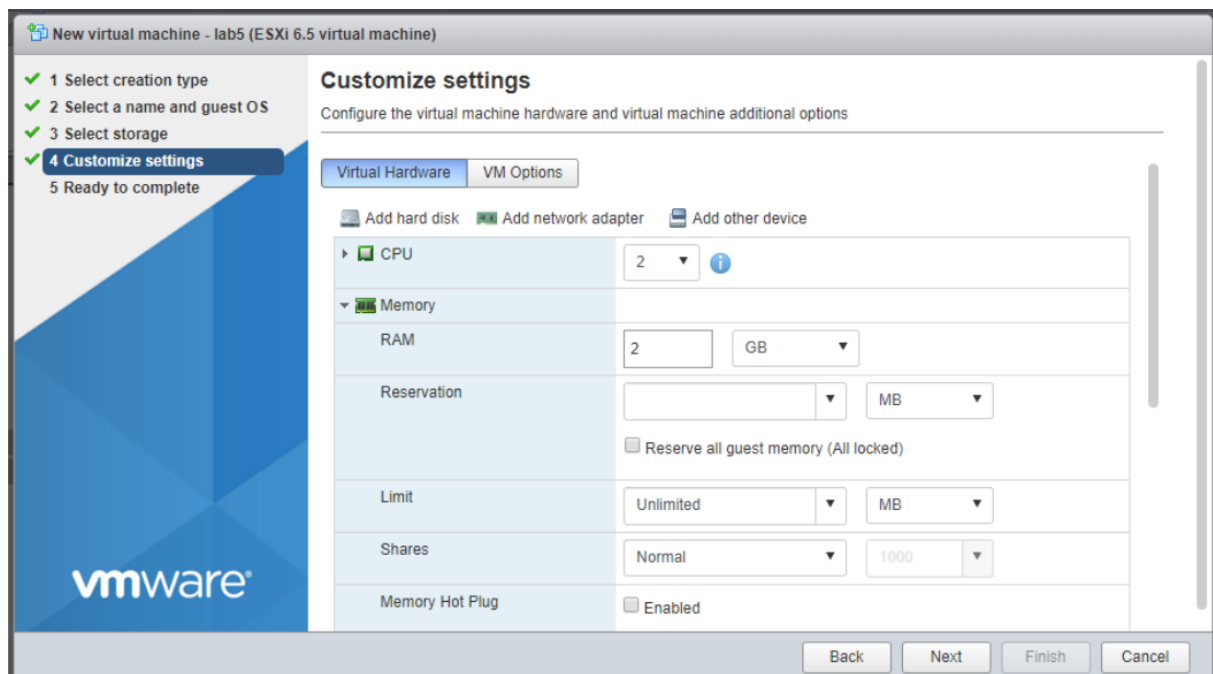 New virtual machine - lab5 (ESXi 6.5 virtual machine)
1 Select creation type
2 Select a name and guest OS
3 Select storage
4 Customize settings
5 Ready to complete
vmware®
Customize settings
Configure the virtual machine hardware and virtual machine additional options
Virtual Hardware VM Options
Add hard disk Add network adapter Add other device
CPU 2
Memory
RAM 2 GB
Reservation MB
Reserve all guest memory (All locked)
Limit Unlimited MB
Shares Normal 1000
Memory Hot Plug Enabled
Back Next Finish Cancel